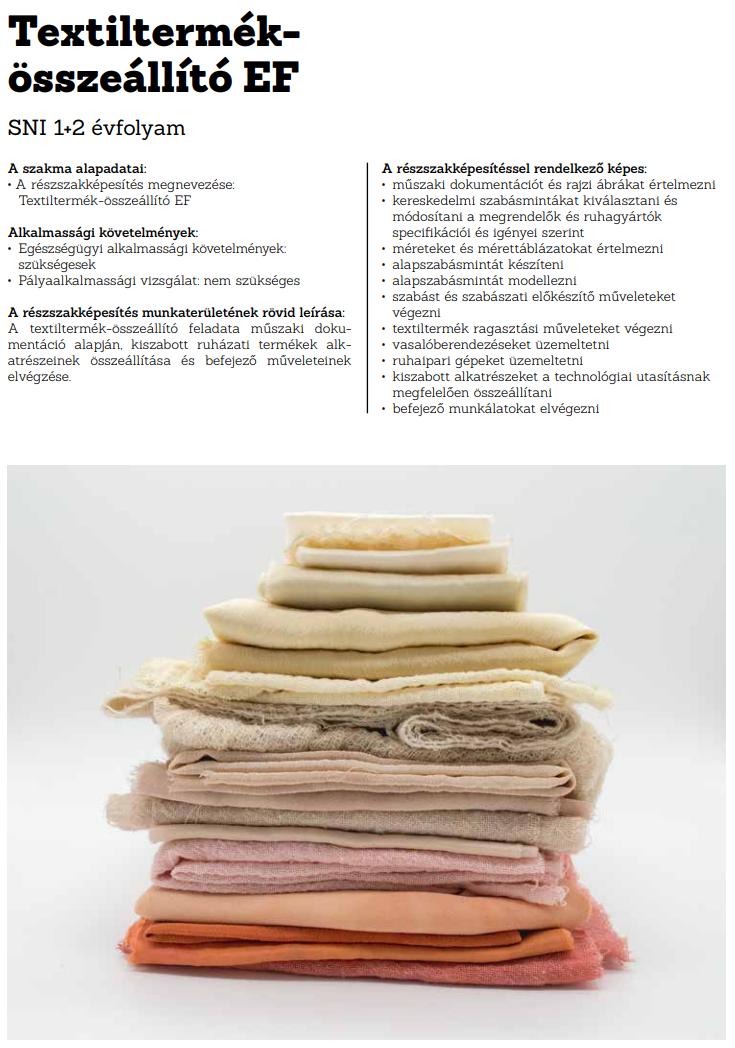 Textiltermék-
összeállító EF
SNI 1+2 évfolyam
A szakma alapadatai:
• A részszakképesítés megnevezése:
Textiltermék-összeállító EF
Alkalmassági követelmények:
• Egészségügyi alkalmassági követelmények:
szükségesek
• Pályaalkalmassági vizsgálat: nem szükséges
A részszakképesítés munkaterületének rövid leírása:
A textiltermék-összeállító feladata műszaki doku-
mentáció alapján, kiszabott ruházati termékek alk-
atrészeinek összeállítása és befejező műveleteinek
elvégzése.
A részszakképesítéssel rendelkező képes:
• műszaki dokumentációt és rajzi ábrákat értelmezni
• kereskedelmi szabásmintákat kiválasztani és
módosítani a megrendelők és ruhagyártók
specifikációi és igényei szerint
• méreteket és mérettáblázatokat értelmezni
• alapszabásmintát készíteni
• alapszabásmintát modellezni
• szabást és szabászati előkészítő műveleteket
végezni
• textiltermék ragasztási műveleteket végezni
• vasalóberendezéseket üzemeltetni
• ruhaipari gépeket üzemeltetni
• kiszabott alkatrészeket a technológiai utasításnak
megfelelően összeállítani
• befejező munkálatokat elvégezni